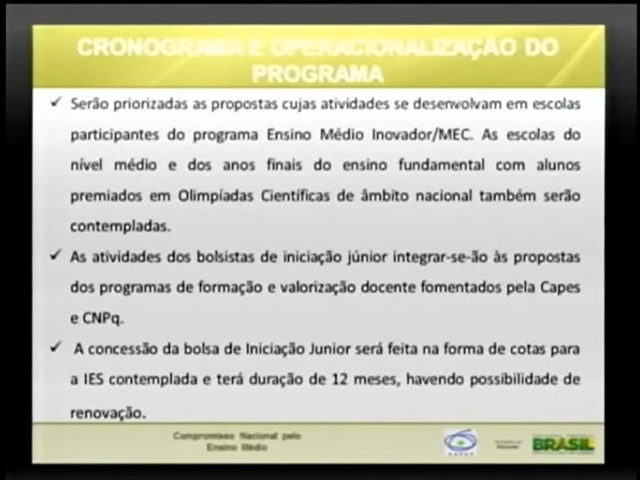 CRONOGRAMA E OPERACIONALIZAÇÃO DO
PROGRAMA
✓ Serão priorizadas as propostas cujas atividades se desenvolvam em escolas
participantes do programa Ensino Médio Inovador/MEC. As escolas do
nível médio e dos anos finais do ensino fundamental com alunos
premiados em Olimpíadas Científicas de âmbito nacional também serão
contempladas.
✓ As atividades dos bolsistas de iniciação júnior integrar-se-ão às propostas
dos programas de formação e valorização docente fomentados pela Capes
e CNPq.
✓ A concessão da bolsa de Iniciação Junior será feita na forma de cotas para
a IES contemplada e terá duração de 12 meses, havendo possibilidade de
renovação.
Compromisso Nacional pelo
Ensino Médio
BRASIL